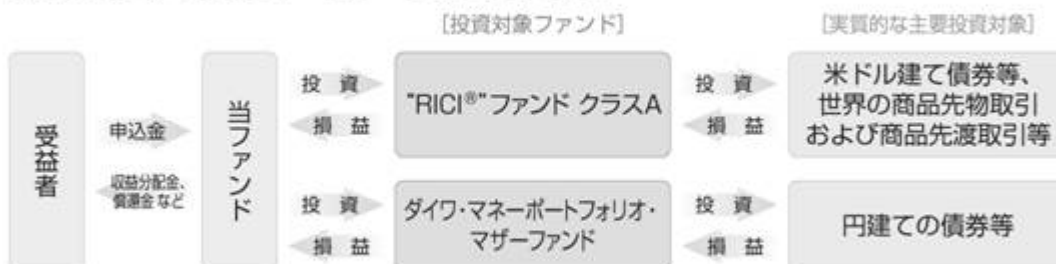 [投資対象ファンド]
[実質的な主要投資対象]
受益者
申込金
収益分配金、
償還金 など
当ファンド
投 資
損 益
"RICI®"ファンド クラスA
投 資
損 益
米ドル建て債券等、
世界の商品先物取引
および商品先渡取引等
投 資
損 益
ダイワ・マネーポートフォリオ・
マザーファンド
投 資
損 益
円建ての債券等